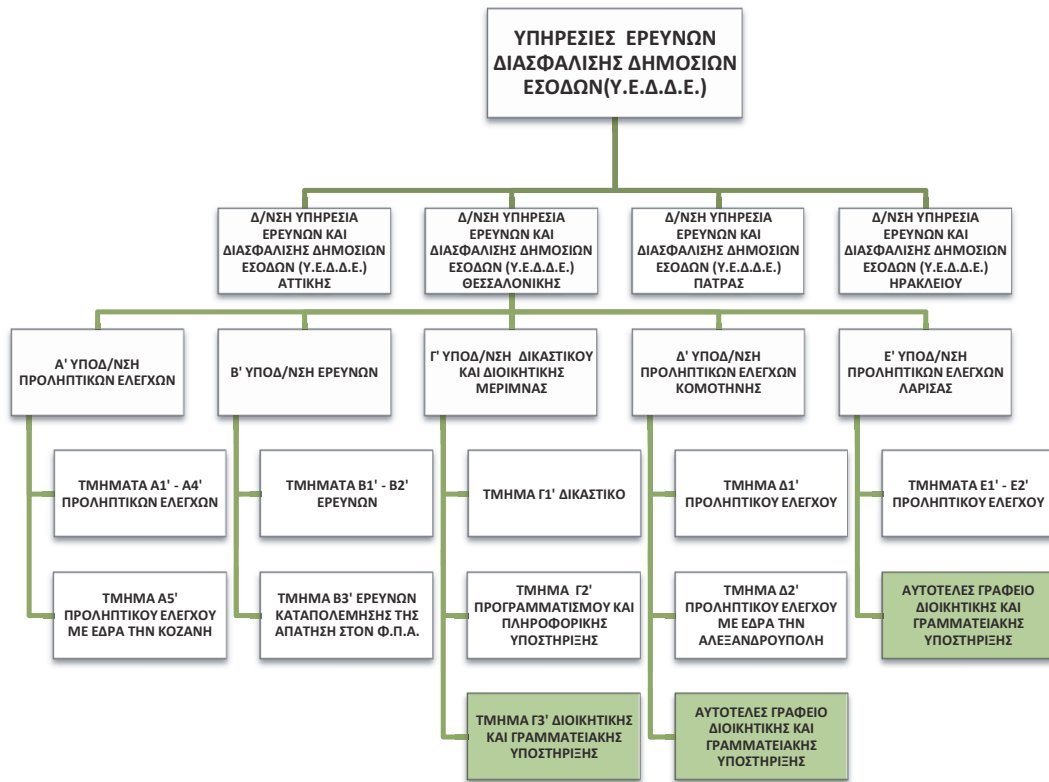 ΥΠΗΡΕΣΙΕΣ ΕΡΕΥΝΩΝ
ΔΙΑΣΦΑΛΙΣΗΣ ΔΗΜΟΣΙΩΝ
ΕΣΟΔΩΝ(Υ.Ε.Δ.Δ.Ε.)
Δ/ΝΣΗ ΥΠΗΡΕΣΙΑ
ΕΡΕΥΝΩΝ ΚΑΙ
ΔΙΑΣΦΑΛΙΣΗΣ ΔΗΜΟΣΙΩΝ
ΕΣΟΔΩΝ (Υ.Ε.Δ.Δ.Ε.)
ΑΤΤΙΚΗΣ
Δ/ΝΣΗ ΥΠΗΡΕΣΙΑ
ΕΡΕΥΝΩΝ ΚΑΙ
ΔΙΑΣΦΑΛΙΣΗΣ ΔΗΜΟΣΙΩΝ
ΕΣΟΔΩΝ (Υ.Ε.Δ.Δ.Ε.)
ΘΕΣΣΑΛΟΝΙΚΗΣ
Δ/ΝΣΗ ΥΠΗΡΕΣΙΑ
ΕΡΕΥΝΩΝ ΚΑΙ
ΔΙΑΣΦΑΛΙΣΗΣ ΔΗΜΟΣΙΩΝ
ΕΣΟΔΩΝ (Υ.Ε.Δ.Δ.Ε.)
ΠΑΤΡΑΣ
Δ/ΝΣΗ ΥΠΗΡΕΣΙΑ
ΕΡΕΥΝΩΝ ΚΑΙ
ΔΙΑΣΦΑΛΙΣΗΣ ΔΗΜΟΣΙΩΝ
ΕΣΟΔΩΝ (Υ.Ε.Δ.Δ.Ε.)
ΗΡΑΚΛΕΙΟΥ
Α' ΥΠΟΔ/ΝΣΗ
ΠΡΟΛΗΠΤΙΚΩΝ ΕΛΕΓΧΩΝ
Β' ΥΠΟΔ/ΝΣΗ ΕΡΕΥΝΩΝ
Γ' ΥΠΟΔ/ΝΣΗ ΔΙΚΑΣΤΙΚΟΥ
ΚΑΙ ΔΙΟΙΚΗΤΙΚΗΣ
ΜΕΡΙΜΝΑΣ
Δ' ΥΠΟΔ/ΝΣΗ
ΠΡΟΛΗΠΤΙΚΩΝ ΕΛΕΓΧΩΝ
ΚΟΜΟΤΗΝΗΣ
Ε' ΥΠΟΔ/ΝΣΗ
ΠΡΟΛΗΠΤΙΚΩΝ ΕΛΕΓΧΩΝ
ΛΑΡΙΣΑΣ
ΤΜΗΜΑΤΑ Α1' - Α4'
ΠΡΟΛΗΠΤΙΚΩΝ ΕΛΕΓΧΩΝ
ΤΜΗΜΑΤΑ Β1' - Β2'
ΕΡΕΥΝΩΝ
ΤΜΗΜΑ Γ1' ΔΙΚΑΣΤΙΚΟ
ΤΜΗΜΑ Δ1'
ΠΡΟΛΗΠΤΙΚΟΥ ΕΛΕΓΧΟΥ
ΤΜΗΜΑΤΑ Ε1' - Ε2'
ΠΡΟΛΗΠΤΙΚΟΥ ΕΛΕΓΧΟΥ
ΤΜΗΜΑ Α5'
ΠΡΟΛΗΠΤΙΚΟΥ ΕΛΕΓΧΟΥ
ΜΕ ΕΔΡΑ ΤΗΝ ΚΟΖΑΝΗ
ΤΜΗΜΑ Β3' ΕΡΕΥΝΩΝ
ΚΑΤΑΠΟΛΕΜΗΣΗΣ ΤΗΣ
ΑΠΑΤΗΣΗ ΣΤΟΝ Φ.Π.Α.
ΤΜΗΜΑ Γ2'
ΠΡΟΓΡΑΜΜΑΤΙΣΜΟΥ ΚΑΙ
ΠΛΗΡΟΦΟΡΙΚΗΣ
ΥΠΟΣΤΗΡΙΞΗΣ
ΤΜΗΜΑ Δ2'
ΠΡΟΛΗΠΤΙΚΟΥ ΕΛΕΓΧΟΥ
ΜΕ ΕΔΡΑ ΤΗΝ
ΑΛΕΞΑΝΔΡΟΥΠΟΛΗ
ΑΥΤΟΤΕΛΕΣ ΓΡΑΦΕΙΟ
ΔΙΟΙΚΗΤΙΚΗΣ ΚΑΙ
ΓΡΑΜΜΑΤΕΙΑΚΗΣ
ΥΠΟΣΤΗΡΙΞΗΣ
ΤΜΗΜΑ Γ3' ΔΙΟΙΚΗΤΙΚΗΣ
ΚΑΙ ΓΡΑΜΜΑΤΕΙΑΚΗΣ
ΥΠΟΣΤΗΡΙΞΗΣ
ΑΥΤΟΤΕΛΕΣ ΓΡΑΦΕΙΟ
ΔΙΟΙΚΗΤΙΚΗΣ ΚΑΙ
ΓΡΑΜΜΑΤΕΙΑΚΗΣ
ΥΠΟΣΤΗΡΙΞΗΣ